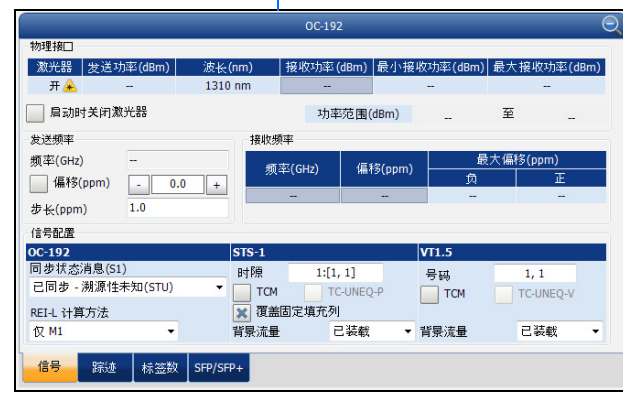 OC-192
物理接口
激光器 发送功率(dBm) 波长(nm) 接收功率(dBm) 最小接收功率(dBm) 最大接收功率(dBm)
开 -- 1310 nm -- -- --
启动时关闭激光器 功率范围(dBm) -- 至 --
发送频率 接收频率
频率(GHz) --
频率(GHz) 偏移(ppm) 最大偏移(ppm)
偏移(ppm) - 0.0 + 负 正
-- -- -- --
步长(ppm) 1.0
信号配置
OC-192 STS-1 VT1.5
同步状态消息(S1) 时隙 1:[1, 1] 号码 1, 1
已同步 - 溯源性未知(STU) TCM TC-UNEQ-P TCM TC-UNEQ-V
REI-L 计算方法 覆盖固定填充列
仅 M1 背景流量 已装载 背景流量 已装载
信号 踪迹 标签数 SFP/SFP+